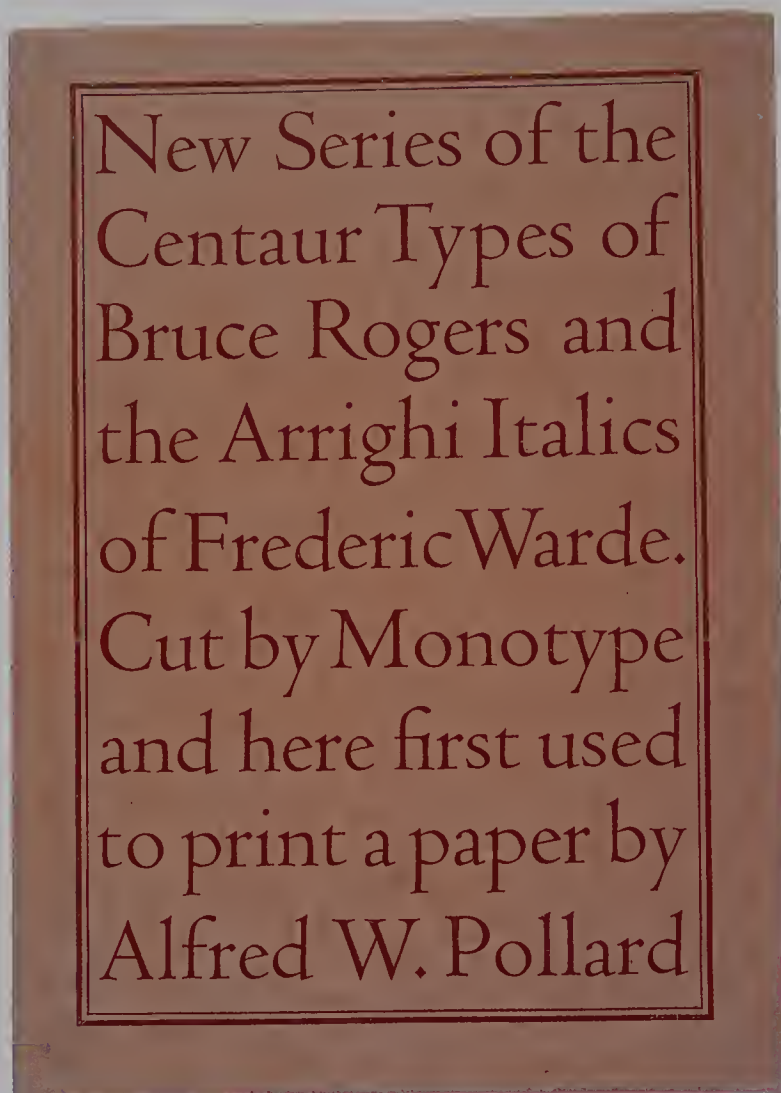 New Series of the
Centaur Types of
Bruce Rogers and
the Arrighi Italics
of Frederic Warde.
Cut by Monotype
and here first used
to print a paper by
Alfred W. Pollard